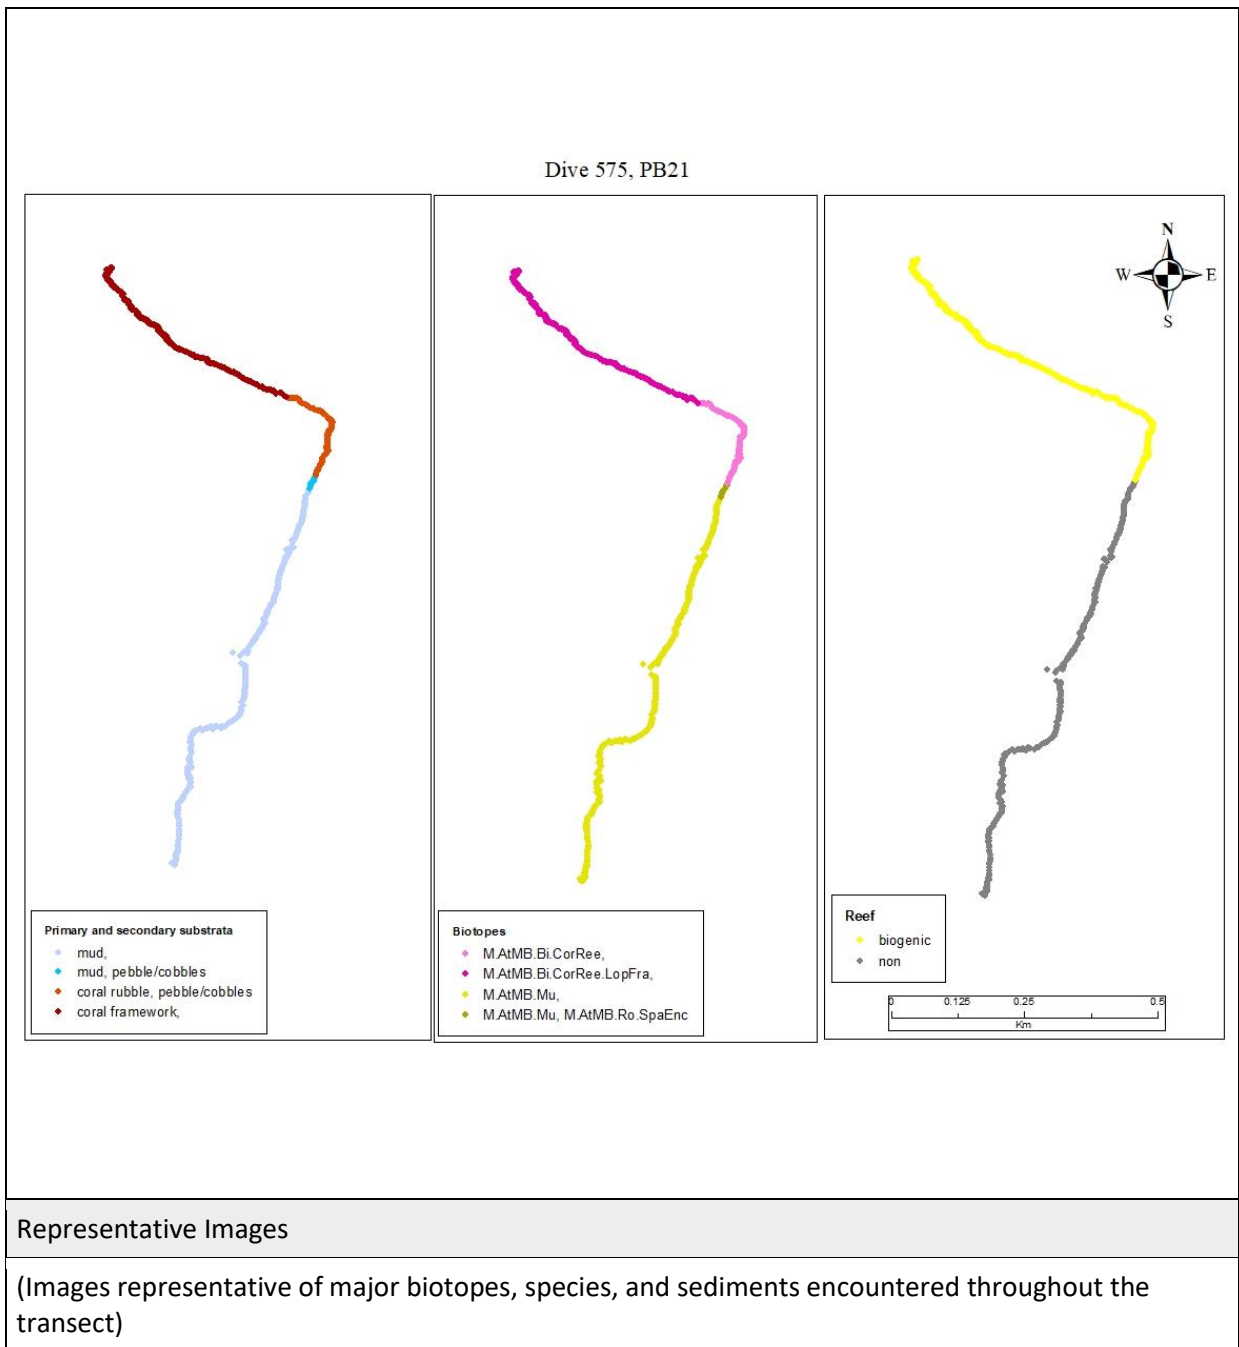 Dive 575, PB21
N
W
E
S
Primary and secondary substrata
mud,
mud, pebble/cobbles
coral rubble, pebble/cobbles
coral framework,
Biotopes
M.AtMB.Bi.CorRee,
M.AtMB.Bi.CorRee.LopFra,
M.AtMB.Mu,
M.AtMB.Mu, M.AtMB.Ro.SpaEnc
Reef
biogenic
non
0 0.125 0.25 0.5
Km
Representative Images
(Images representative of major biotopes, species, and sediments encountered throughout the
transect)